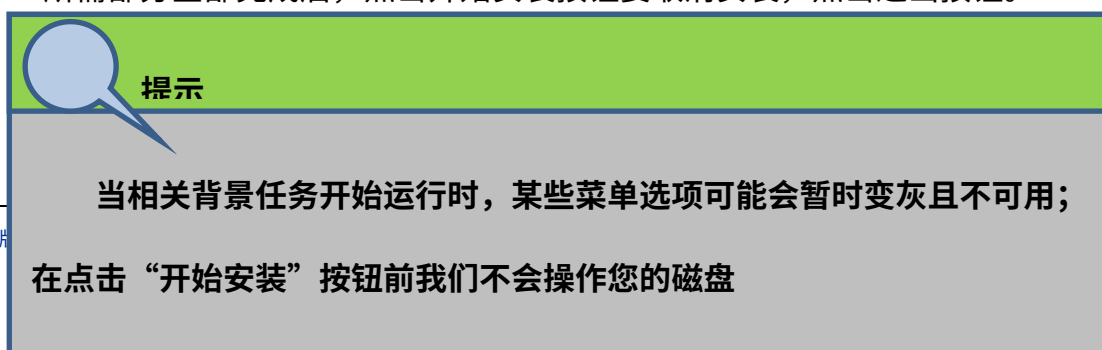 提示
当相关背景任务开始运行时，某些菜单选项可能会暂时变灰且不可用；
在点击“开始安装”按钮前我们不会操作您的磁盘